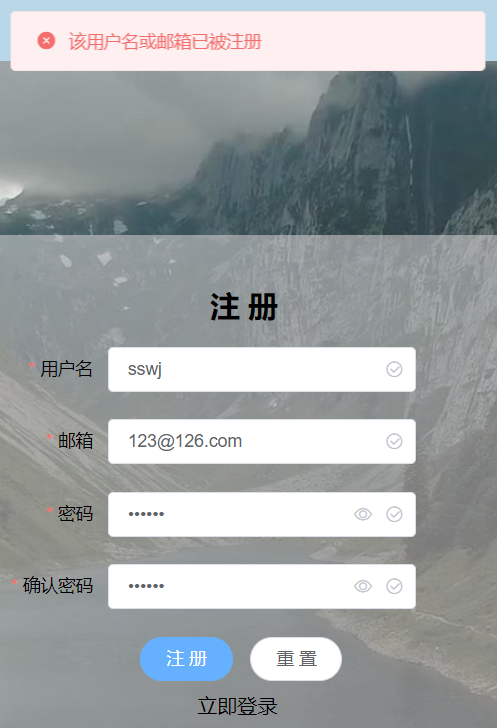 该用户名或邮箱已被注册
注 册
* 用户名 sswj
* 邮箱 123@126.com
* 密码 ••••••
* 确认密码 ••••••
注 册 重 置
立即登录